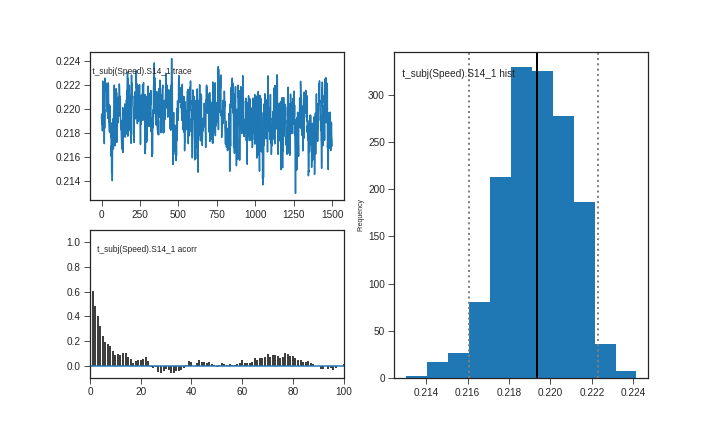 0.224
0.222
0.220
0.218
0.216
0.214
t_subj(Speed).S14_1 trace
0 250 500 750 1000 1250 1500
1.0
0.8
0.6
0.4
0.2
0.0
t_subj(Speed).S14_1 acorr
0 20 40 60 80 100
t_subj(Speed).S14_1 hist
Frequency
300
250
200
150
100
50
0
0.214 0.216 0.218 0.220 0.222 0.224